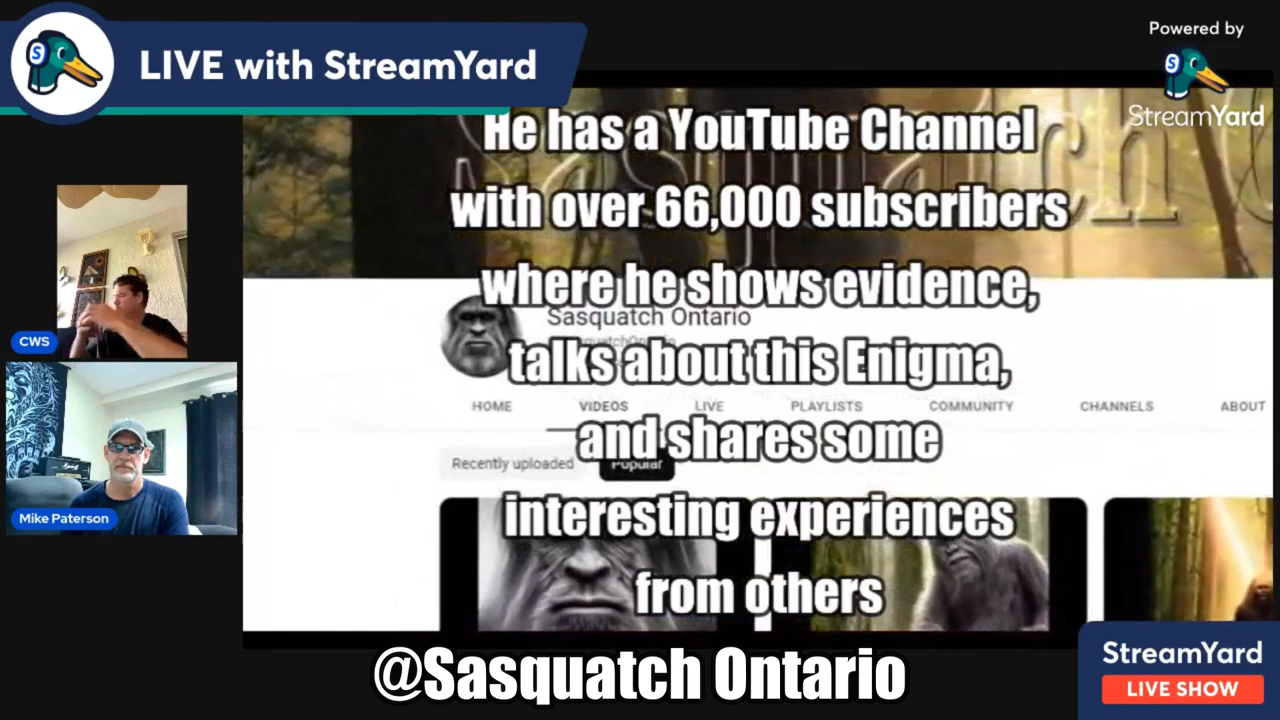 LIVE with StreamYard
Powered by
StreamYard
He has a YouTube Channel
with over 66,000 subscribers
where he shows evidence,
Sasquatch Ontario
talks about this Enigma,
HOME VIDEOS LIVE PLAYLISTS COMMUNITY CHANNELS ABOUT
and shares some
Recently uploaded Popular
interesting experiences
from others
CWS
Mike Paterson
@Sasquatch Ontario
StreamYard
LIVE SHOW